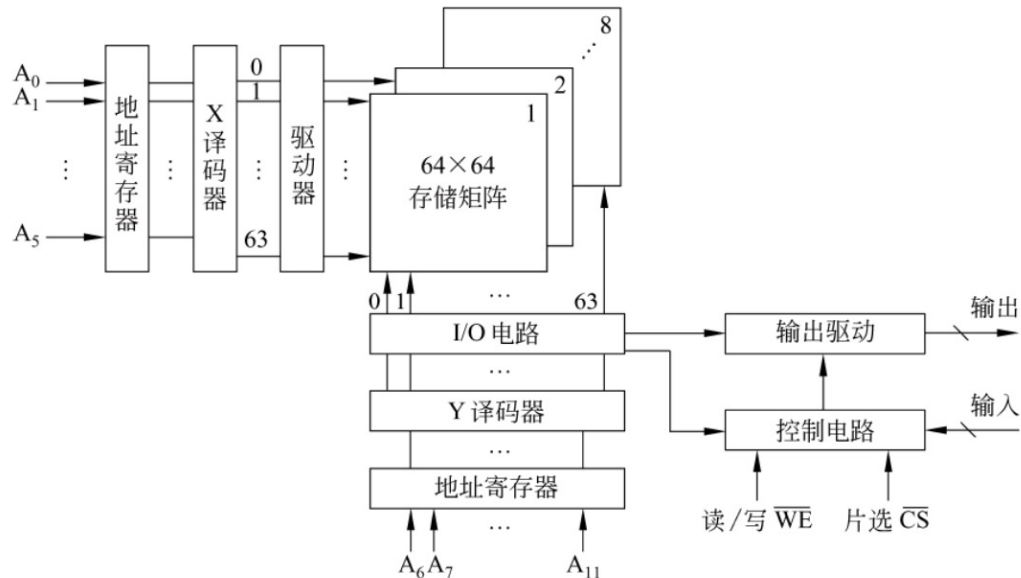 8
2
1
A₀
A₁
⋮
A₅
地址寄存器
⋮
X译码器
0
1
⋮
63
驱动器
⋮
64×64
存储矩阵
0 1 … 63
I/O 电路
…
Y 译码器
…
地址寄存器
A₆ A₇ … A₁₁
输出驱动
输出
控制电路
输入
读/写 W̅E̅
片选 C̅S̅